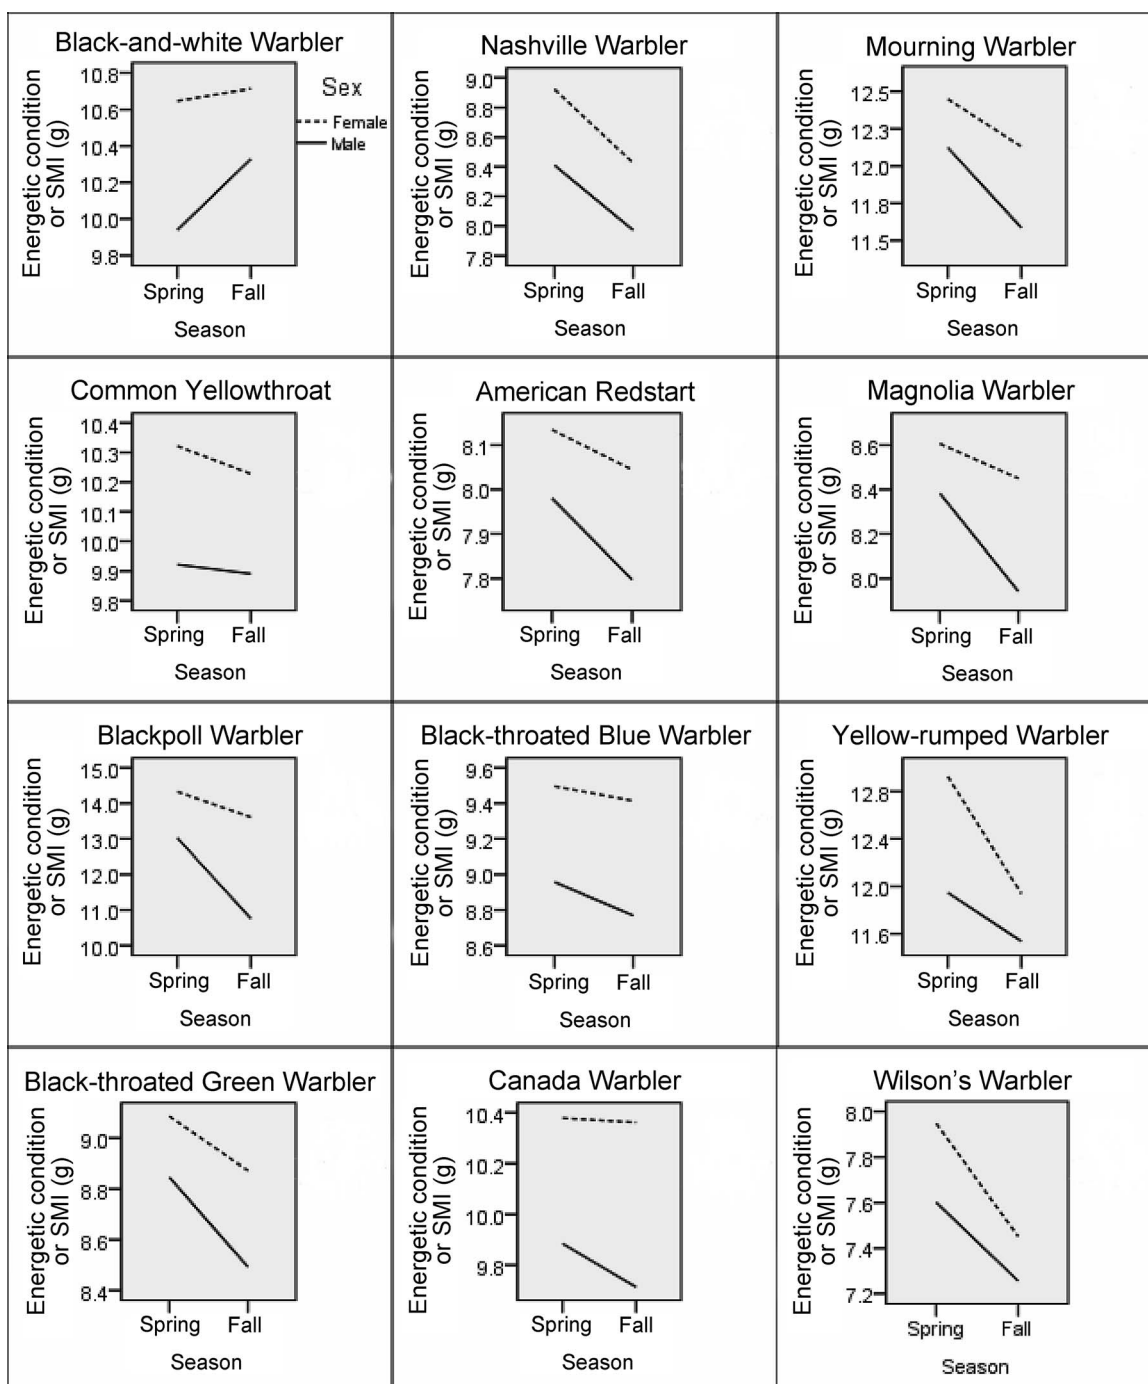 Black-and-white Warbler
Energetic condition
or SMI (g)
10.8
10.6
10.4
10.2
10.0
9.8
Sex
Female
Male
Spring Fall
Season
Nashville Warbler
Energetic condition
or SMI (g)
9.0
8.8
8.6
8.4
8.2
8.0
7.8
Spring Fall
Season
Mourning Warbler
Energetic condition
or SMI (g)
12.5
12.3
12.0
11.8
11.5
Spring Fall
Season
Common Yellowthroat
Energetic condition
or SMI (g)
10.4
10.3
10.2
10.1
10.0
9.9
9.8
Spring Fall
Season
American Redstart
Energetic condition
or SMI (g)
8.1
8.0
7.9
7.8
Spring Fall
Season
Magnolia Warbler
Energetic condition
or SMI (g)
8.6
8.4
8.2
8.0
Spring Fall
Season
Blackpoll Warbler
Energetic condition
or SMI (g)
15.0
14.0
13.0
12.0
11.0
10.0
Spring Fall
Season
Black-throated Blue Warbler
Energetic condition
or SMI (g)
9.6
9.4
9.2
9.0
8.8
8.6
Spring Fall
Season
Yellow-rumped Warbler
Energetic condition
or SMI (g)
12.8
12.4
12.0
11.6
Spring Fall
Season
Black-throated Green Warbler
Energetic condition
or SMI (g)
9.0
8.8
8.6
8.4
Spring Fall
Season
Canada Warbler
Energetic condition
or SMI (g)
10.4
10.2
10.0
9.8
Spring Fall
Season
Wilson's Warbler
Energetic condition
or SMI (g)
8.0
7.8
7.6
7.4
7.2
Spring Fall
Season